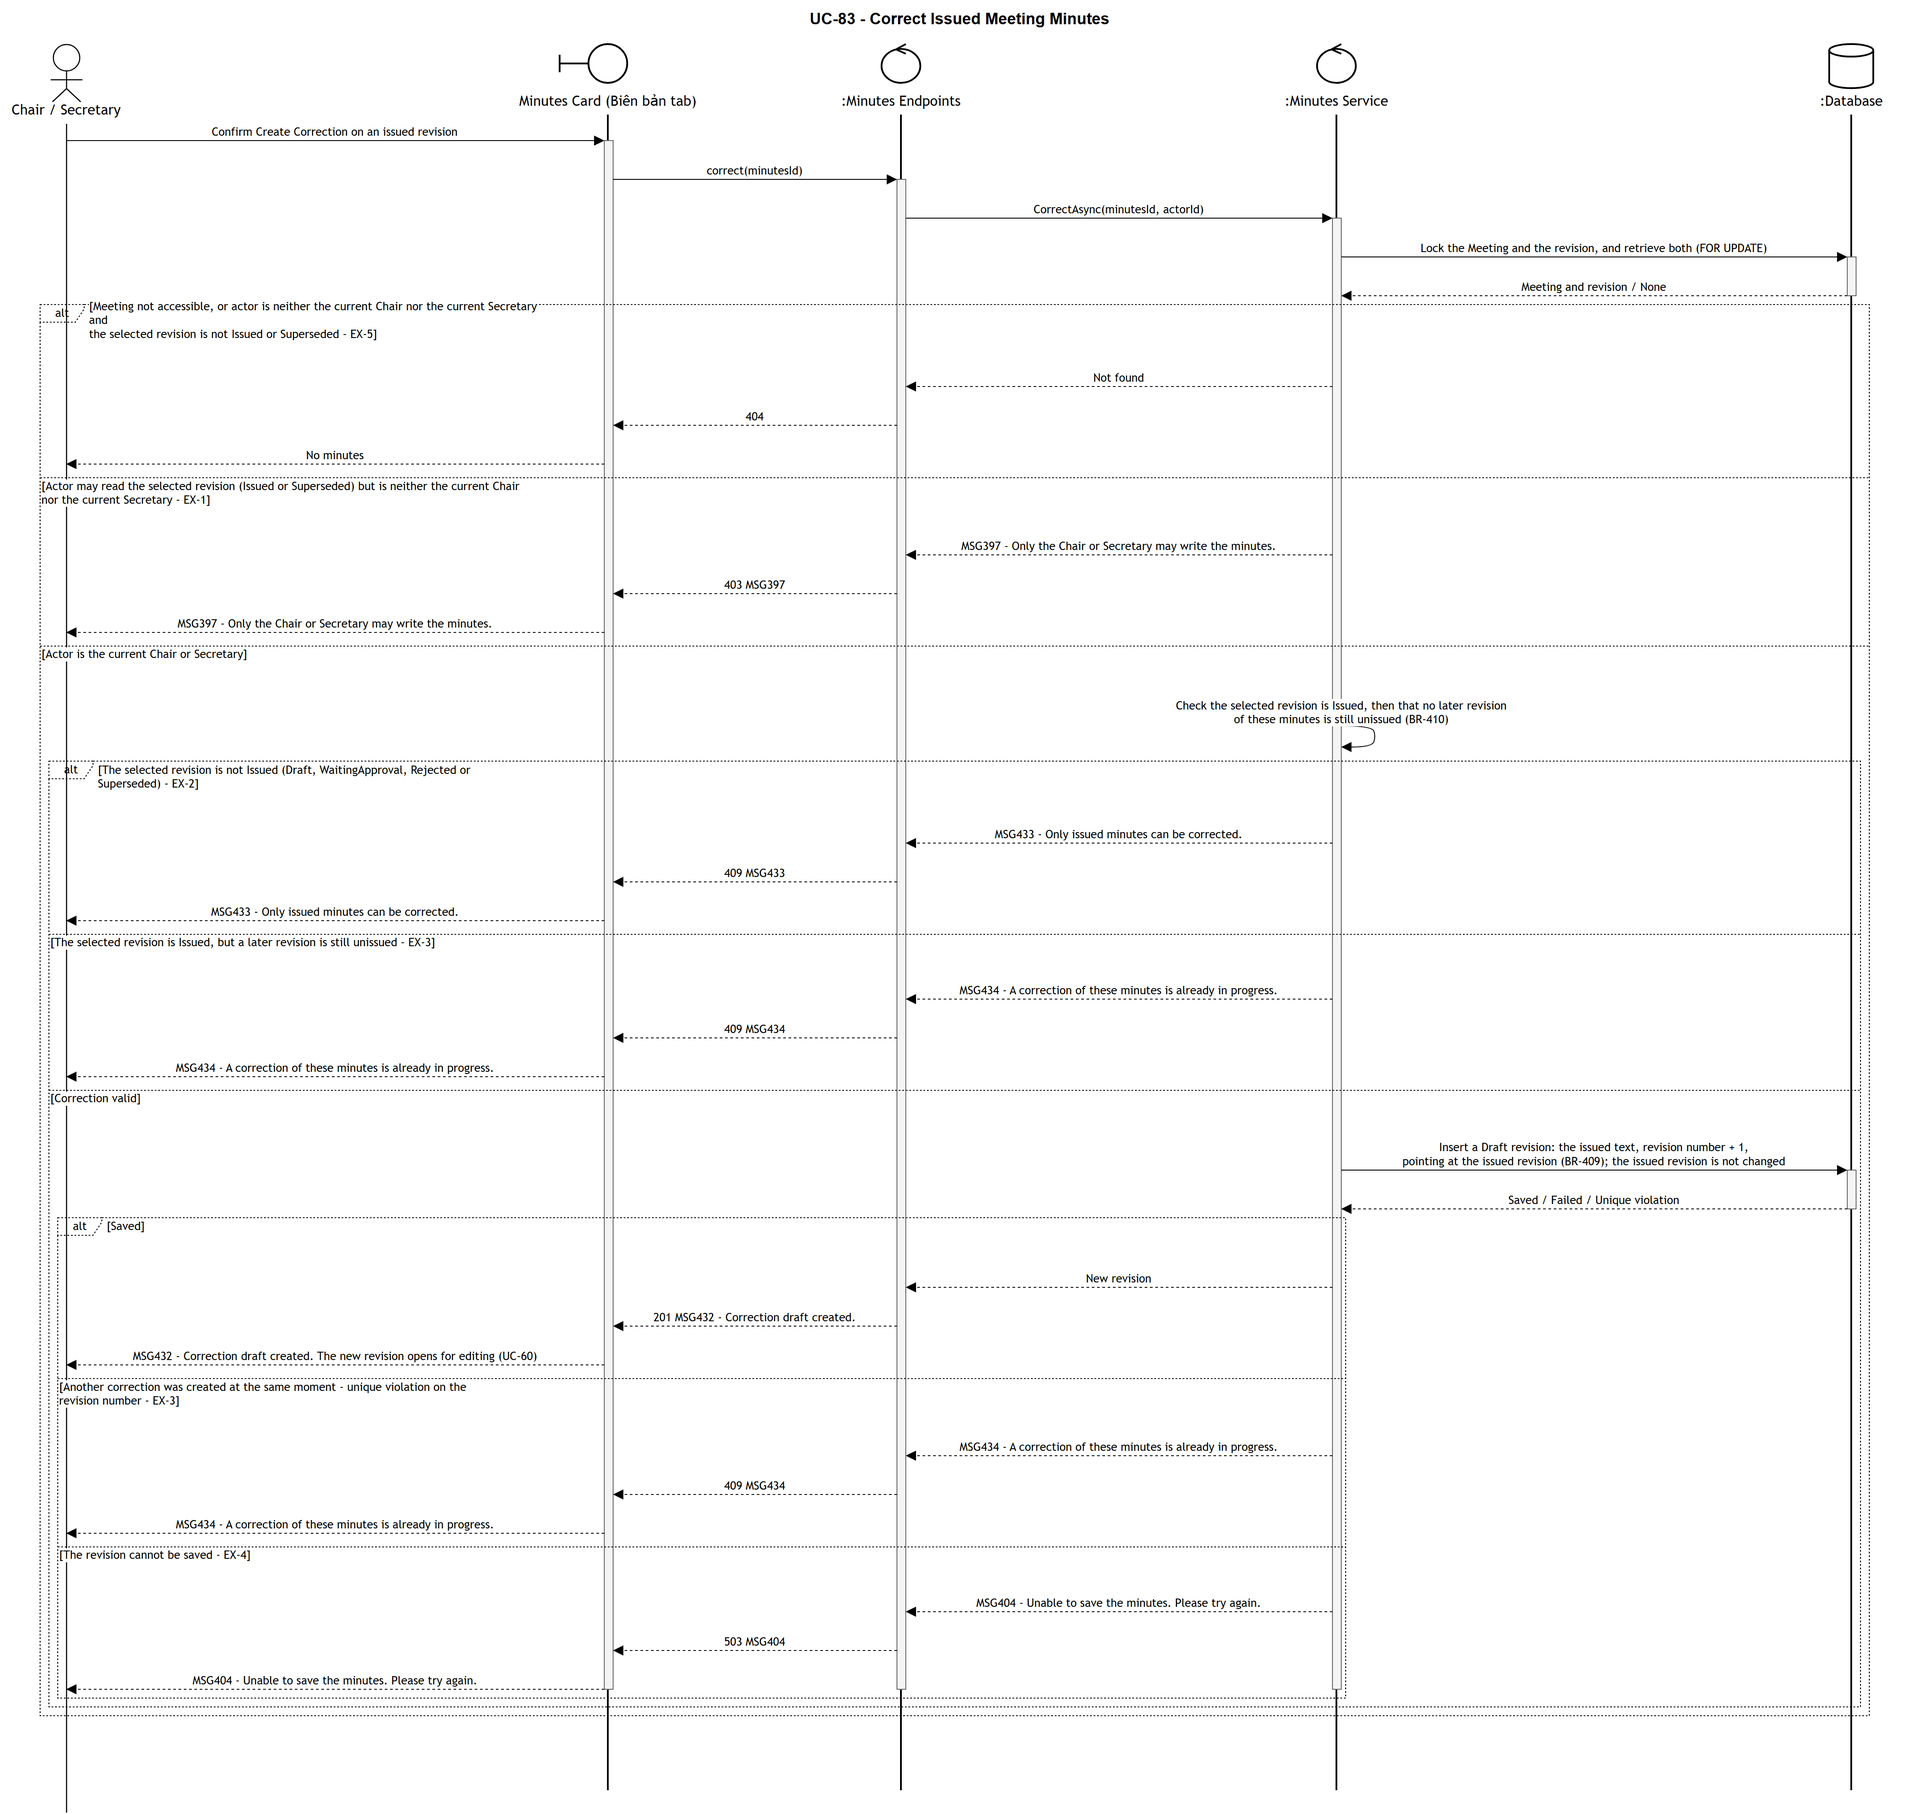 UC-83 - Correct Issued Meeting Minutes
Chair / Secretary
Minutes Card (Biên bản tab)
:Minutes Endpoints
:Minutes Service
:Database
Confirm Create Correction on an issued revision
correct(minutesId)
CorrectAsync(minutesId, actorId)
Lock the Meeting and the revision, and retrieve both (FOR UPDATE)
Meeting and revision / None
alt
[Meeting not accessible, or actor is neither the current Chair nor the current Secretary
and
the selected revision is not Issued or Superseded - EX-5]
Not found
404
No minutes
[Actor may read the selected revision (Issued or Superseded) but is neither the current Chair
nor the current Secretary - EX-1]
MSG397 - Only the Chair or Secretary may write the minutes.
403 MSG397
MSG397 - Only the Chair or Secretary may write the minutes.
[Actor is the current Chair or Secretary]
Check the selected revision is Issued, then that no later revision
of these minutes is still unissued (BR-410)
alt
[The selected revision is not Issued (Draft, WaitingApproval, Rejected or
Superseded) - EX-2]
MSG433 - Only issued minutes can be corrected.
409 MSG433
MSG433 - Only issued minutes can be corrected.
[The selected revision is Issued, but a later revision is still unissued - EX-3]
MSG434 - A correction of these minutes is already in progress.
409 MSG434
MSG434 - A correction of these minutes is already in progress.
[Correction valid]
Insert a Draft revision: the issued text, revision number + 1,
pointing at the issued revision (BR-409); the issued revision is not changed
Saved / Failed / Unique violation
alt
[Saved]
New revision
201 MSG432 - Correction draft created.
MSG432 - Correction draft created. The new revision opens for editing (UC-60)
[Another correction was created at the same moment - unique violation on the
revision number - EX-3]
MSG434 - A correction of these minutes is already in progress.
409 MSG434
MSG434 - A correction of these minutes is already in progress.
[The revision cannot be saved - EX-4]
MSG404 - Unable to save the minutes. Please try again.
503 MSG404
MSG404 - Unable to save the minutes. Please try again.